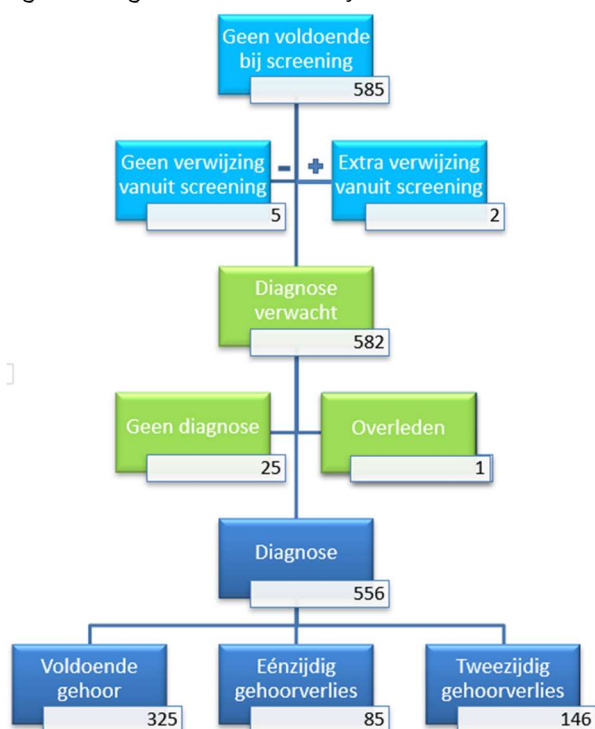 Geen voldoende
bij screening
585
Geen verwijzing
vanuit screening
5
-
+
Extra verwijzing
vanuit screening
2
Diagnose
verwacht
582
Geen diagnose
25
Overleden
1
Diagnose
556
Voldoende
gehoor
325
Eénzijdig
gehoorverlies
85
Tweezijdig
gehoorverlies
146